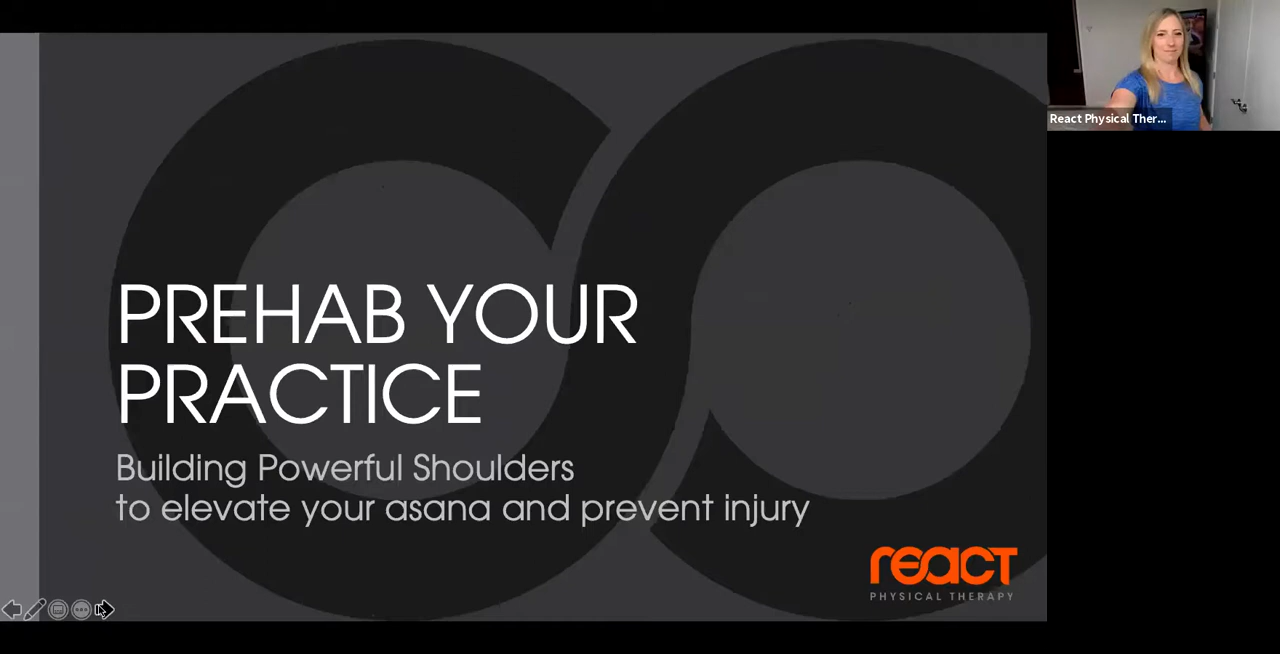 React Physical Ther...
PREHAB YOUR
PRACTICE
Building Powerful Shoulders
to elevate your asana and prevent injury
react
PHYSICAL THERAPY